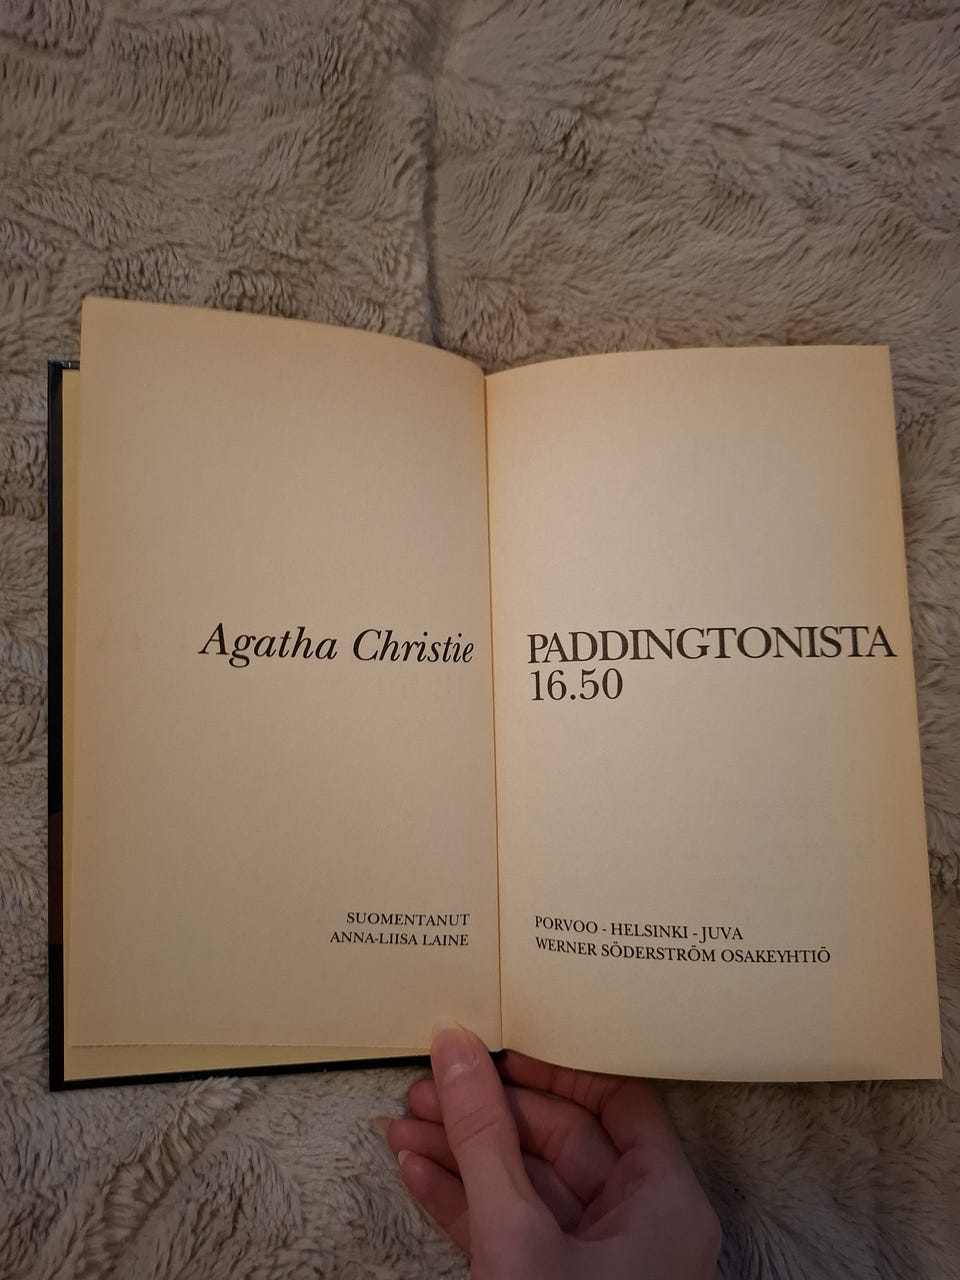 Agatha Christie
SUOMENTANUT
ANNA-LIISA LAINE
PADDINGTONISTA
16.50
PORVOO - HELSINKI - JUVA
WERNER SÖDERSTRÖM OSAKEYHTIÖ